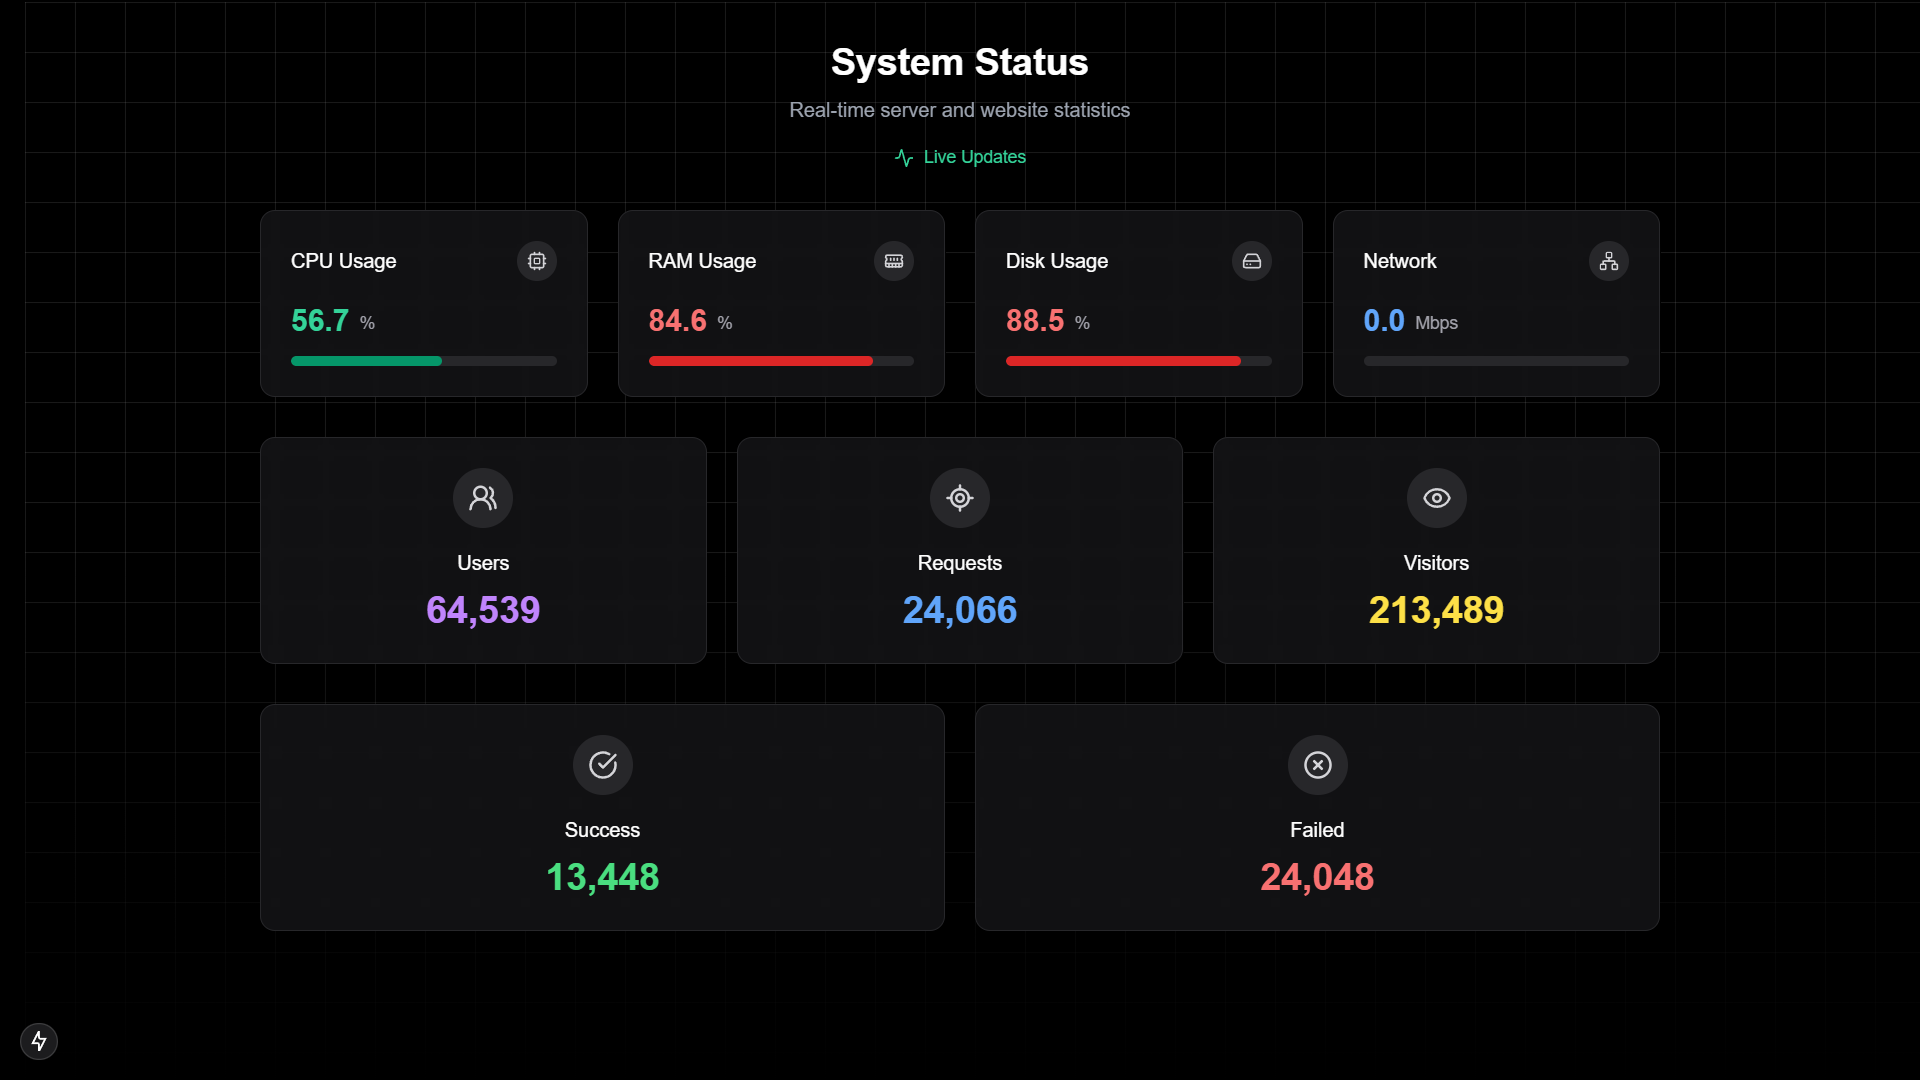 System Status
Real-time server and website statistics
Live Updates
CPU Usage
56.7 %
RAM Usage
84.6 %
Disk Usage
88.5 %
Network
0.0 Mbps
Users
64,539
Requests
24,066
Visitors
213,489
Success
13,448
Failed
24,048